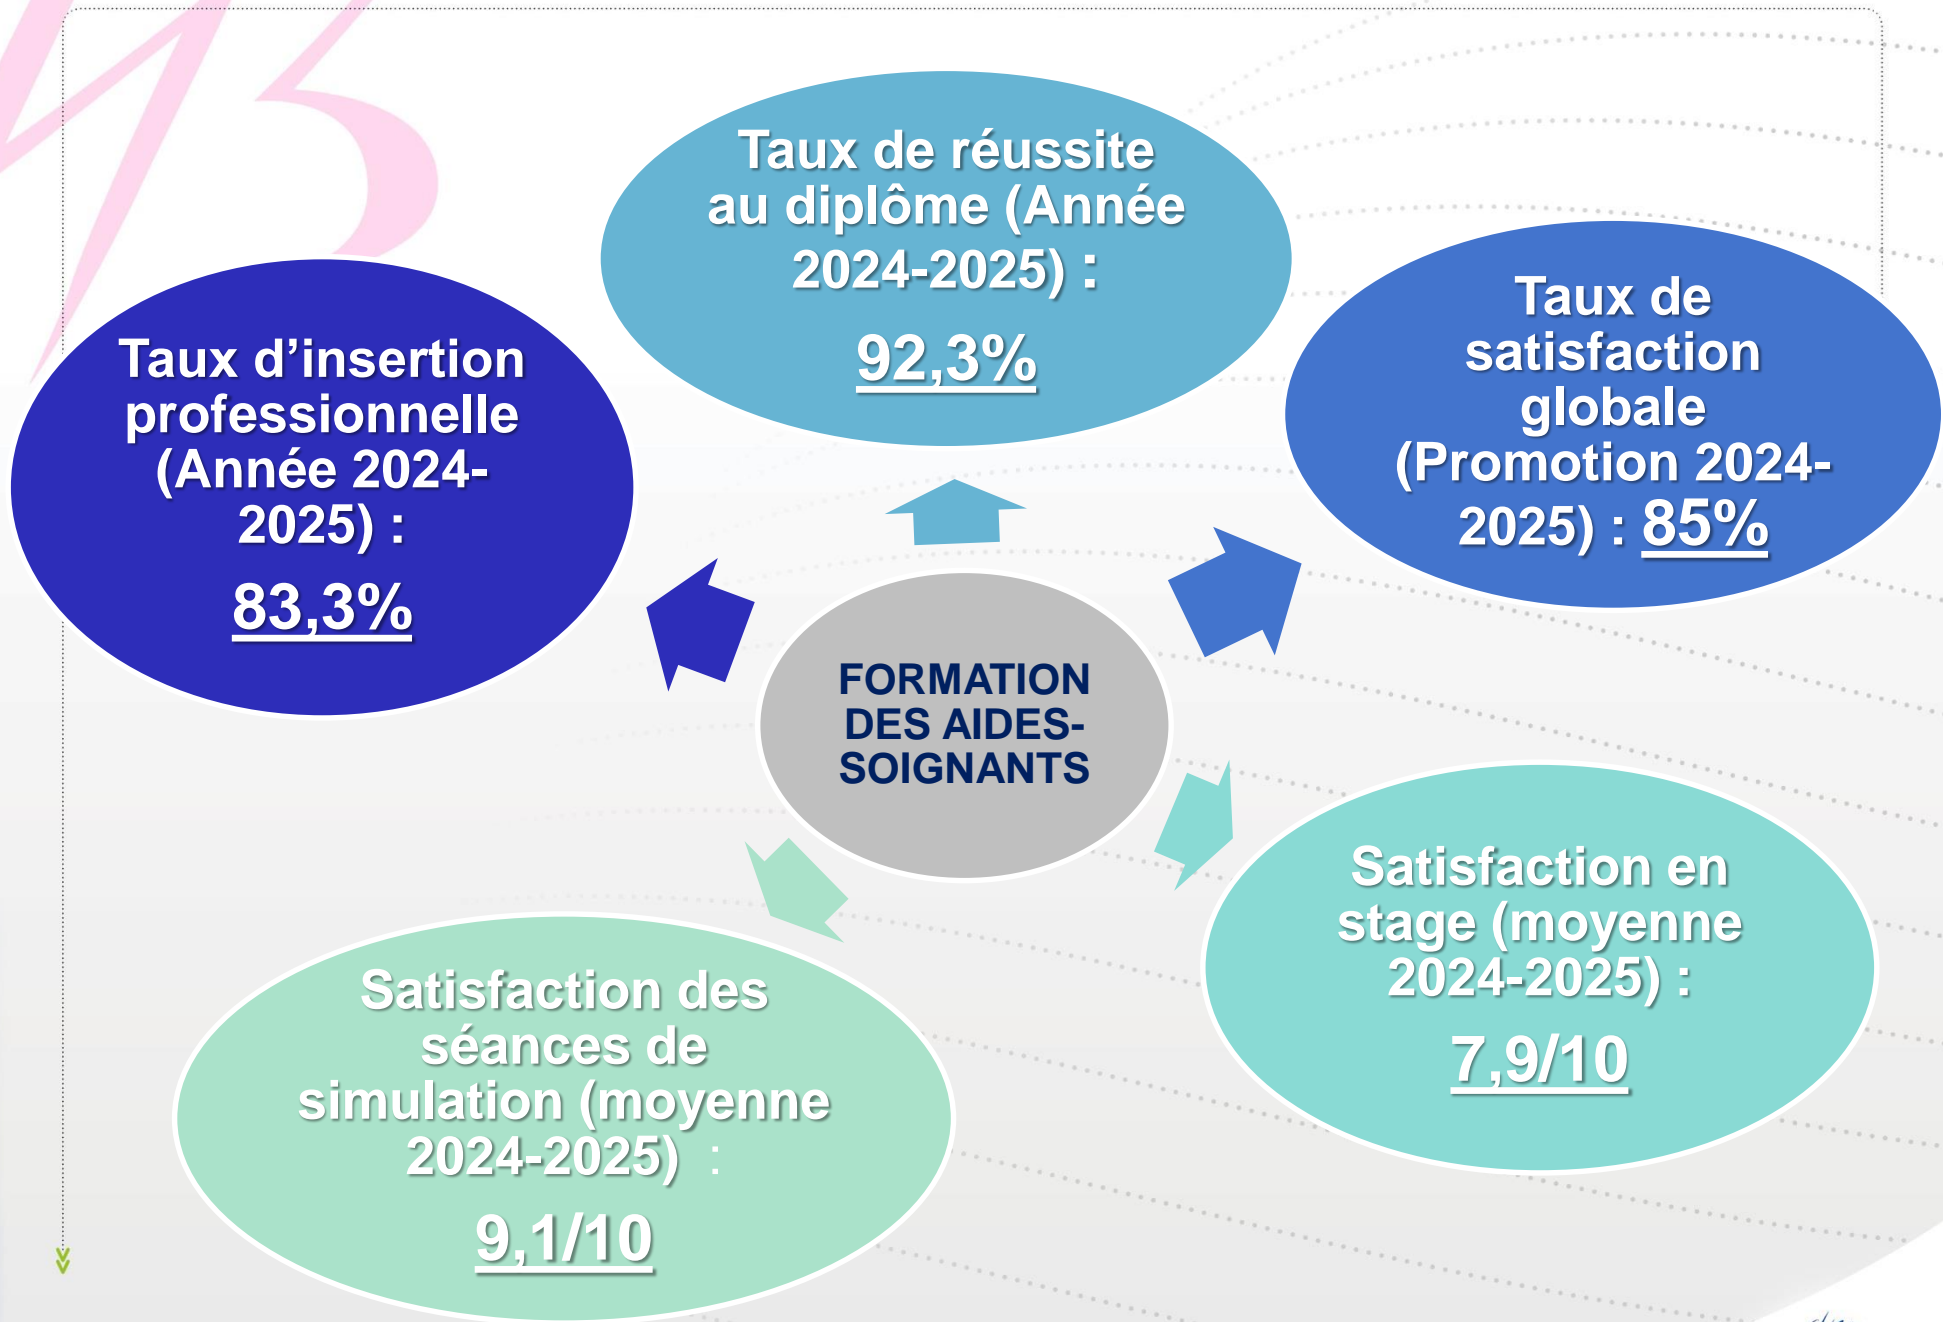 Taux de réussite
au diplôme (Année
2024-2025) :
92,3%
Taux de
satisfaction
globale
(Promotion 2024-
2025) : 85%
Taux d’insertion
professionnelle
(Année 2024-
2025) :
83,3%
FORMATION
DES AIDES-
SOIGNANTS
Satisfaction en
stage (moyenne
2024-2025) :
7,9/10
Satisfaction des
séances de
simulation (moyenne
2024-2025) :
9,1/10